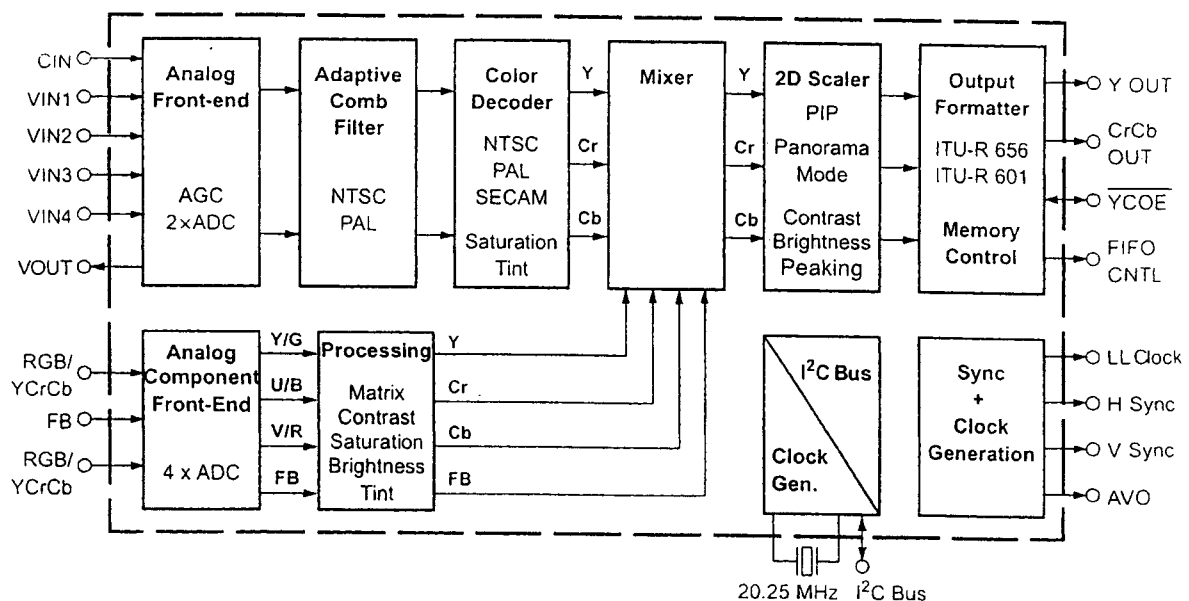 CIN
VIN1
VIN2
VIN3
VIN4
VOUT
Analog
Front-end
AGC
2×ADC
Adaptive
Comb
Filter
NTSC
PAL
Color
Decoder
NTSC
PAL
SECAM
Saturation
Tint
Y
Cr
Cb
Mixer
Y
Cr
Cb
2D Scaler
PIP
Panorama
Mode
Contrast
Brightness
Peaking
Output
Formatter
ITU-R 656
ITU-R 601
Memory
Control
Y OUT
CrCb
OUT
YCOE
FIFO
CNTL
RGB/
YCrCb
FB
RGB/
YCrCb
Analog
Component
Front-End
4 x ADC
Y/G
U/B
V/R
FB
Processing
Matrix
Contrast
Saturation
Brightness
Tint
Y
Cr
Cb
FB
I²C Bus
Clock
Gen.
20.25 MHz
I²C Bus
Sync
+
Clock
Generation
LL Clock
H Sync
V Sync
AVO